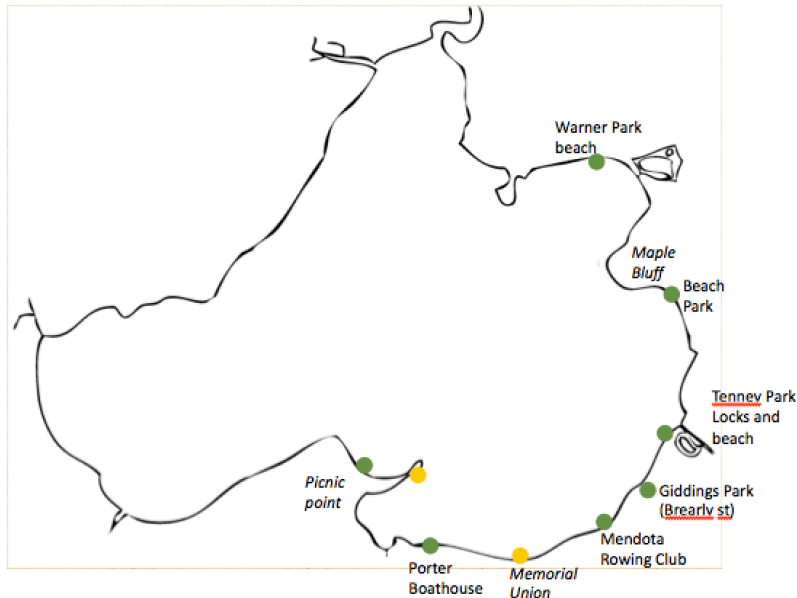 Warner Park
beach
Maple
Bluff
Beach
Park
Tenney Park
Locks and
beach
Picnic
point
Giddings Park
(Brearly st)
Mendota
Rowing Club
Porter
Boathouse
Memorial
Union